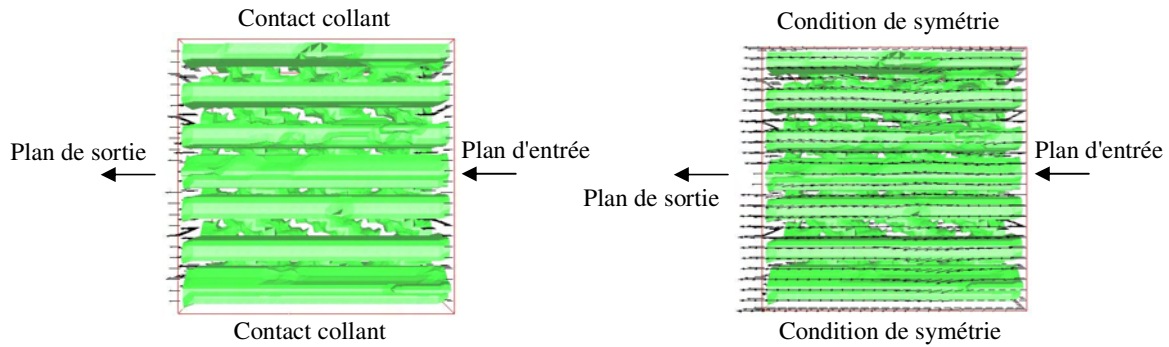 Contact collant
Plan de sortie
Plan d'entrée
Contact collant
Condition de symétrie
Plan d'entrée
Plan de sortie
Condition de symétrie